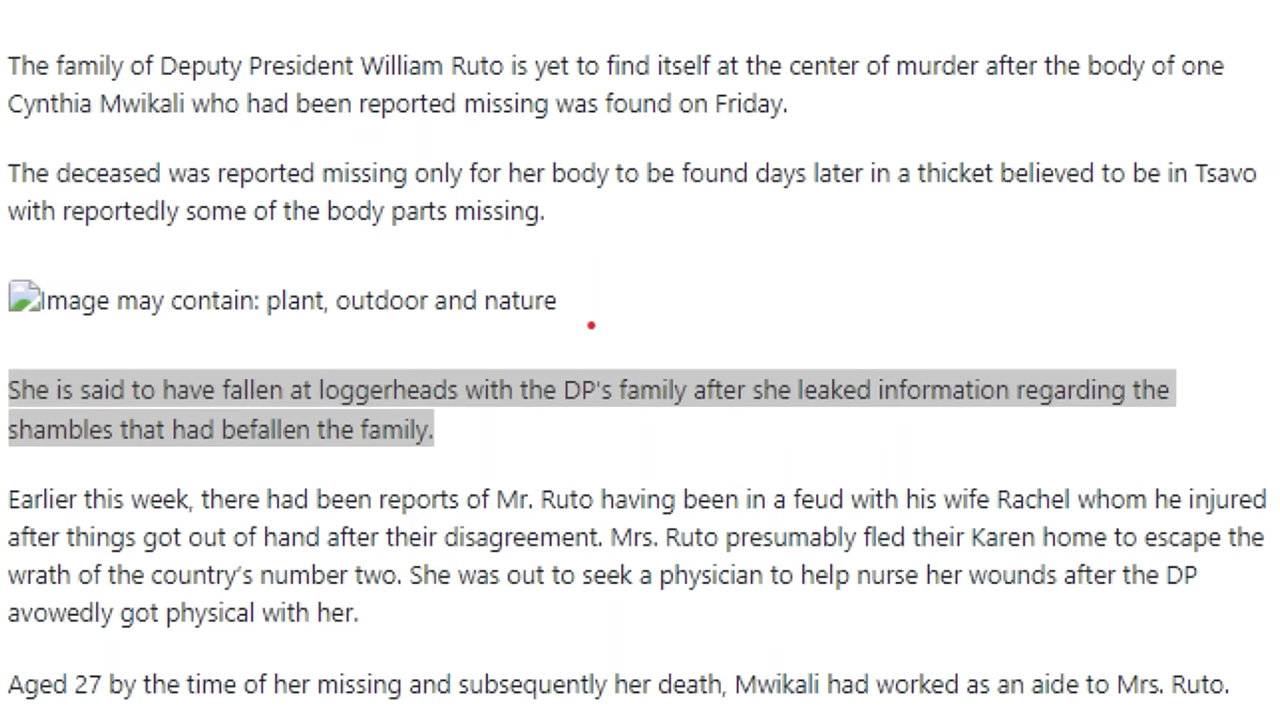 The family of Deputy President William Ruto is yet to find itself at the center of murder after the body of one
Cynthia Mwikali who had been reported missing was found on Friday.
The deceased was reported missing only for her body to be found days later in a thicket believed to be in Tsavo
with reportedly some of the body parts missing.
Image may contain: plant, outdoor and nature
She is said to have fallen at loggerheads with the DP's family after she leaked information regarding the
shambles that had befallen the family.
Earlier this week, there had been reports of Mr. Ruto having been in a feud with his wife Rachel whom he injured
after things got out of hand after their disagreement. Mrs. Ruto presumably fled their Karen home to escape the
wrath of the country’s number two. She was out to seek a physician to help nurse her wounds after the DP
avowedly got physical with her.
Aged 27 by the time of her missing and subsequently her death, Mwikali had worked as an aide to Mrs. Ruto.